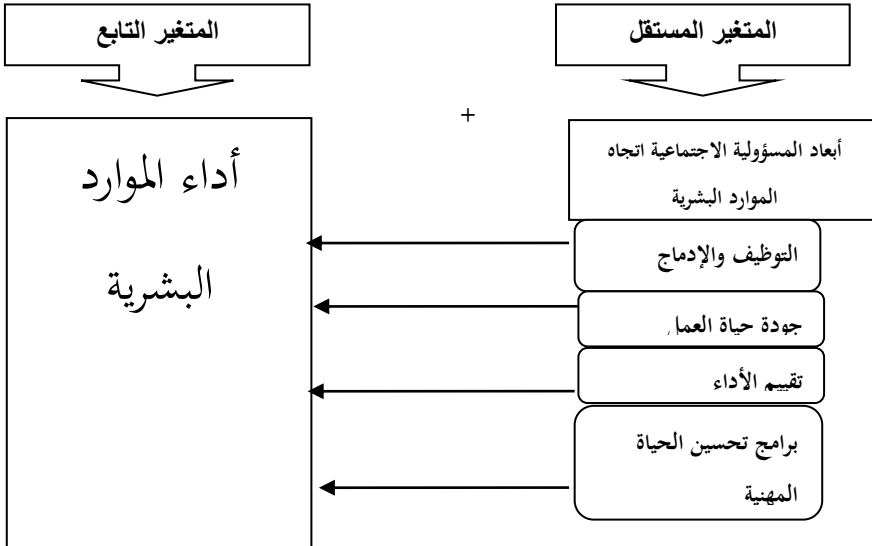 المتغير المستقل
المتغير التابع
+
أبعاد المسؤولية الاجتماعية اتجاه
الموارد البشرية
التوظيف والإدماج
جودة حياة العمل
تقييم الأداء
برامج تحسين الحياة
المهنية
أداء الموارد
البشرية